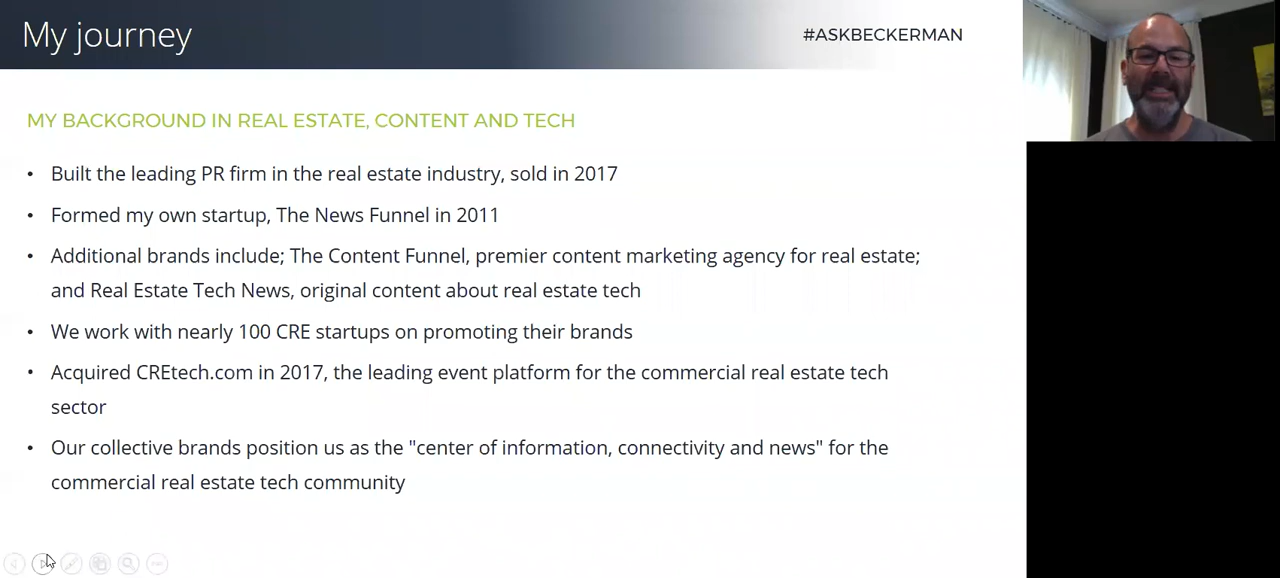 My journey
#ASKBECKERMAN
MY BACKGROUND IN REAL ESTATE, CONTENT AND TECH
• Built the leading PR firm in the real estate industry, sold in 2017
• Formed my own startup, The News Funnel in 2011
• Additional brands include; The Content Funnel, premier content marketing agency for real estate;
and Real Estate Tech News, original content about real estate tech
• We work with nearly 100 CRE startups on promoting their brands
• Acquired CREtech.com in 2017, the leading event platform for the commercial real estate tech
sector
• Our collective brands position us as the "center of information, connectivity and news" for the
commercial real estate tech community